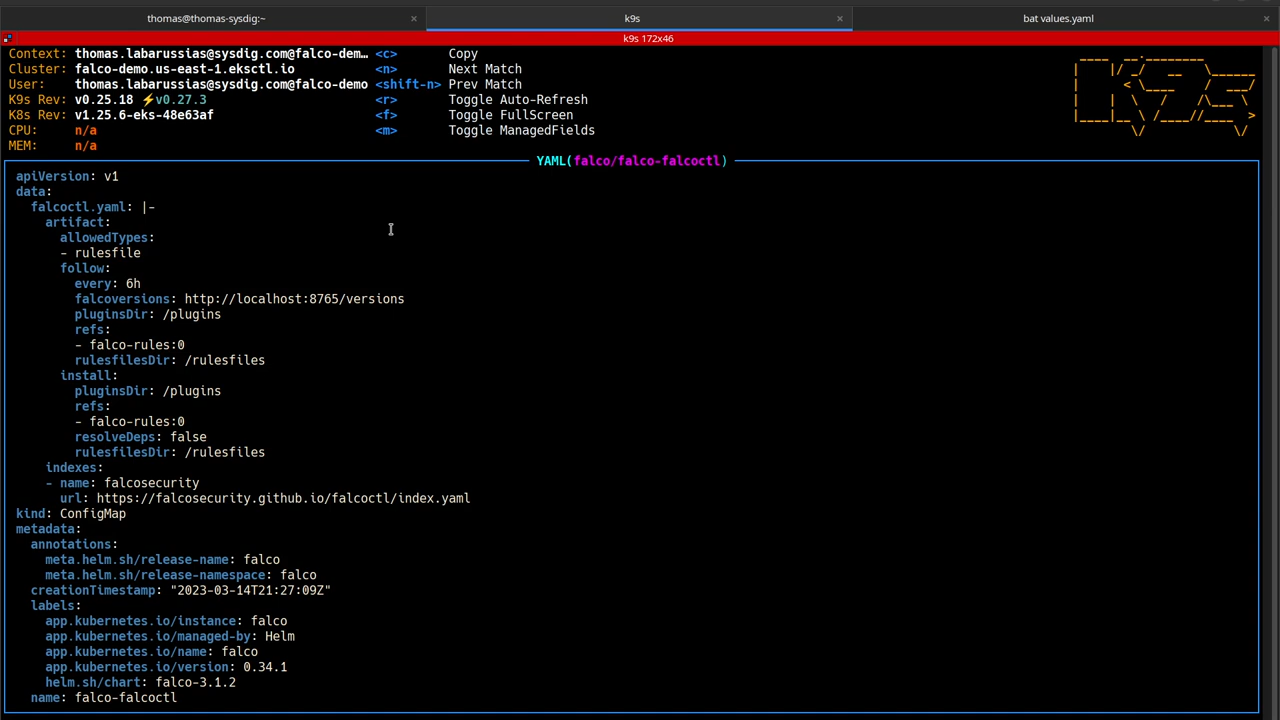 thomas@thomas-sysdig:~ × k9s × bat values.yaml ×
k9s 172x46
Context: thomas.labarussias@sysdig.com@falco-dem… <c> Copy
Cluster: falco-demo.us-east-1.eksctl.io <n> Next Match
User: thomas.labarussias@sysdig.com@falco-demo <shift-n> Prev Match
K9s Rev: v0.25.18 ⚡v0.27.3 <r> Toggle Auto-Refresh
K8s Rev: v1.25.6-eks-48e63af <f> Toggle FullScreen
CPU: n/a <m> Toggle ManagedFields
MEM: n/a
YAML(falco/falco-falcoctl)
apiVersion: v1
data:
  falcoctl.yaml: |-
    artifact:
      allowedTypes:
      - rulesfile
      follow:
        every: 6h
        falcoversions: http://localhost:8765/versions
        pluginsDir: /plugins
        refs:
        - falco-rules:0
        rulesfilesDir: /rulesfiles
      install:
        pluginsDir: /plugins
        refs:
        - falco-rules:0
        resolveDeps: false
        rulesfilesDir: /rulesfiles
    indexes:
    - name: falcosecurity
      url: https://falcosecurity.github.io/falcoctl/index.yaml
kind: ConfigMap
metadata:
  annotations:
    meta.helm.sh/release-name: falco
    meta.helm.sh/release-namespace: falco
  creationTimestamp: "2023-03-14T21:27:09Z"
  labels:
    app.kubernetes.io/instance: falco
    app.kubernetes.io/managed-by: Helm
    app.kubernetes.io/name: falco
    app.kubernetes.io/version: 0.34.1
    helm.sh/chart: falco-3.1.2
  name: falco-falcoctl